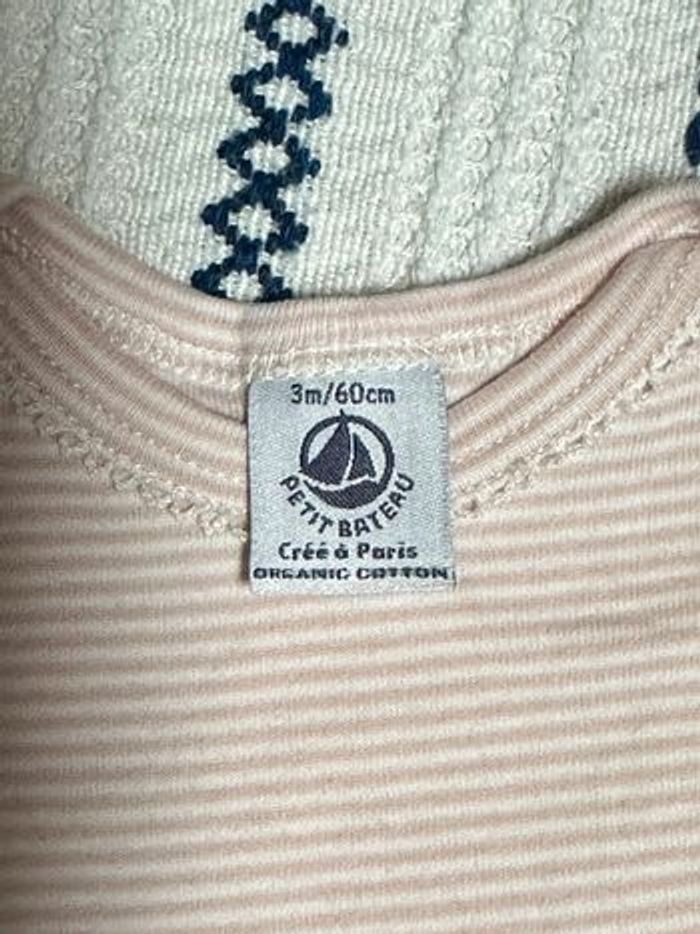 3m/60cm
PETIT BATEAU
Créé à Paris
ORGANIC COTTON